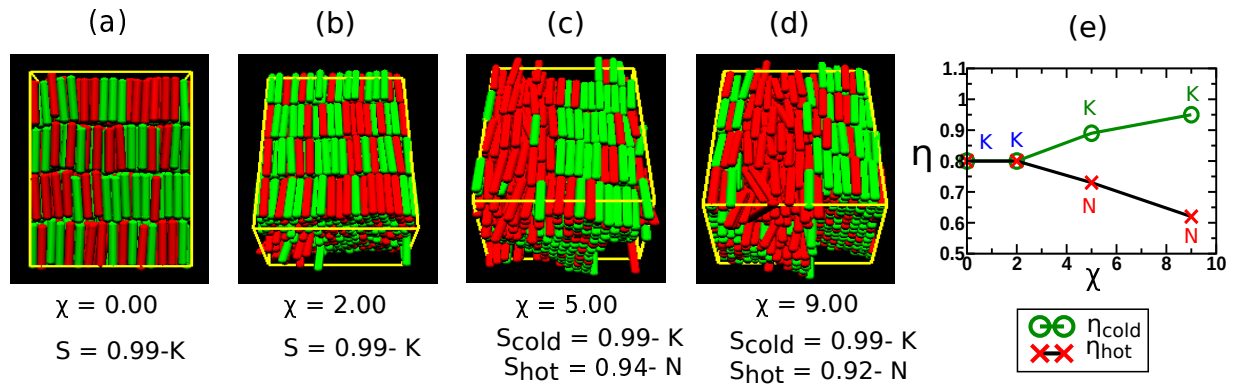 (a)
χ = 0.00
S = 0.99-K
(b)
χ = 2.00
S = 0.99- K
(c)
χ = 5.00
Scold = 0.99- K
Shot = 0.94- N
(d)
χ = 9.00
Scold = 0.99- K
Shot = 0.92- N
(e)
1.1
1
0.9
0.8
0.7
0.6
0.5
η
K
K
K
K
N
N
0
2
4
6
8
10
χ
ηcold
ηhot